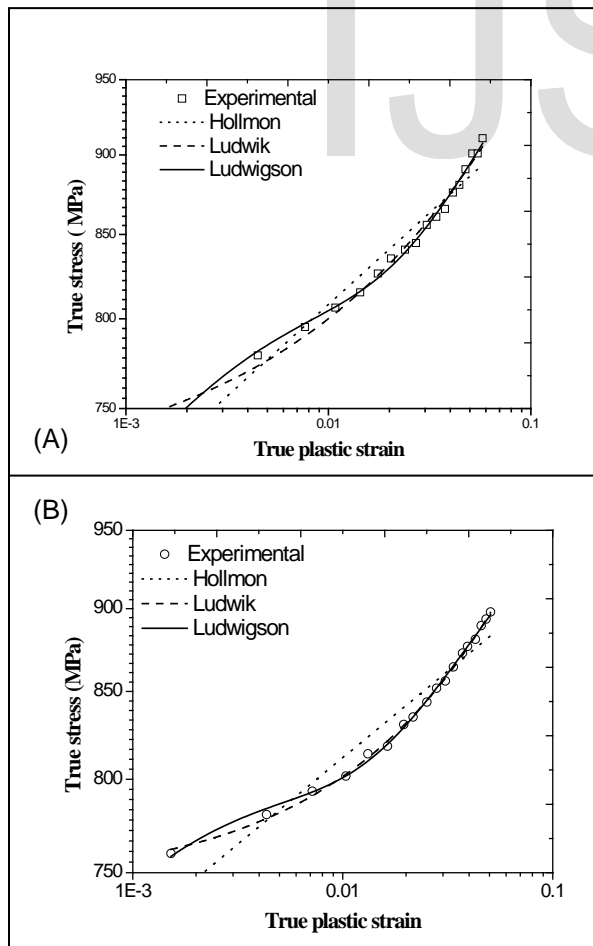 IJS
950
Experimental
Hollmon
Ludwik
Ludwigson
900
850
800
750
True stress ( MPa)
1E-3
0.01
0.1
True plastic strain
(A)
(B)
950
Experimental
Hollmon
Ludwik
Ludwigson
900
850
800
750
True stress (MPa)
1E-3
0.01
0.1
True plastic strain